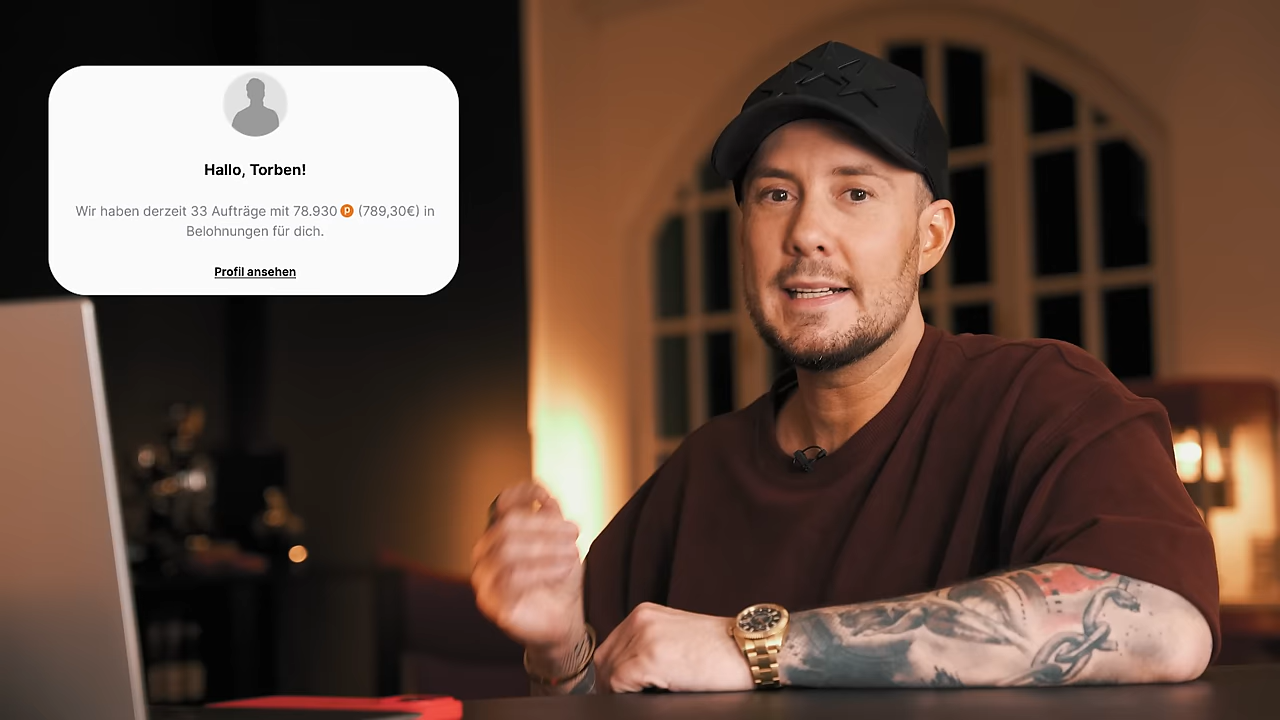 Hallo, Torben!
Wir haben derzeit 33 Aufträge mit 78.930 P (789,30€) in
Belohnungen für dich.
Profil ansehen